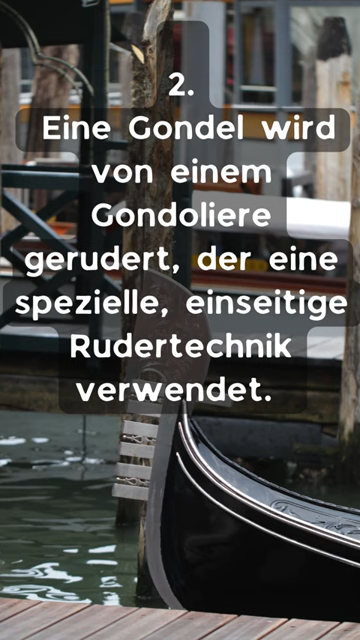 2.
Eine Gondel wird
von einem
Gondoliere
gerudert, der eine
spezielle, einseitige
Rudertechnik
verwendet.